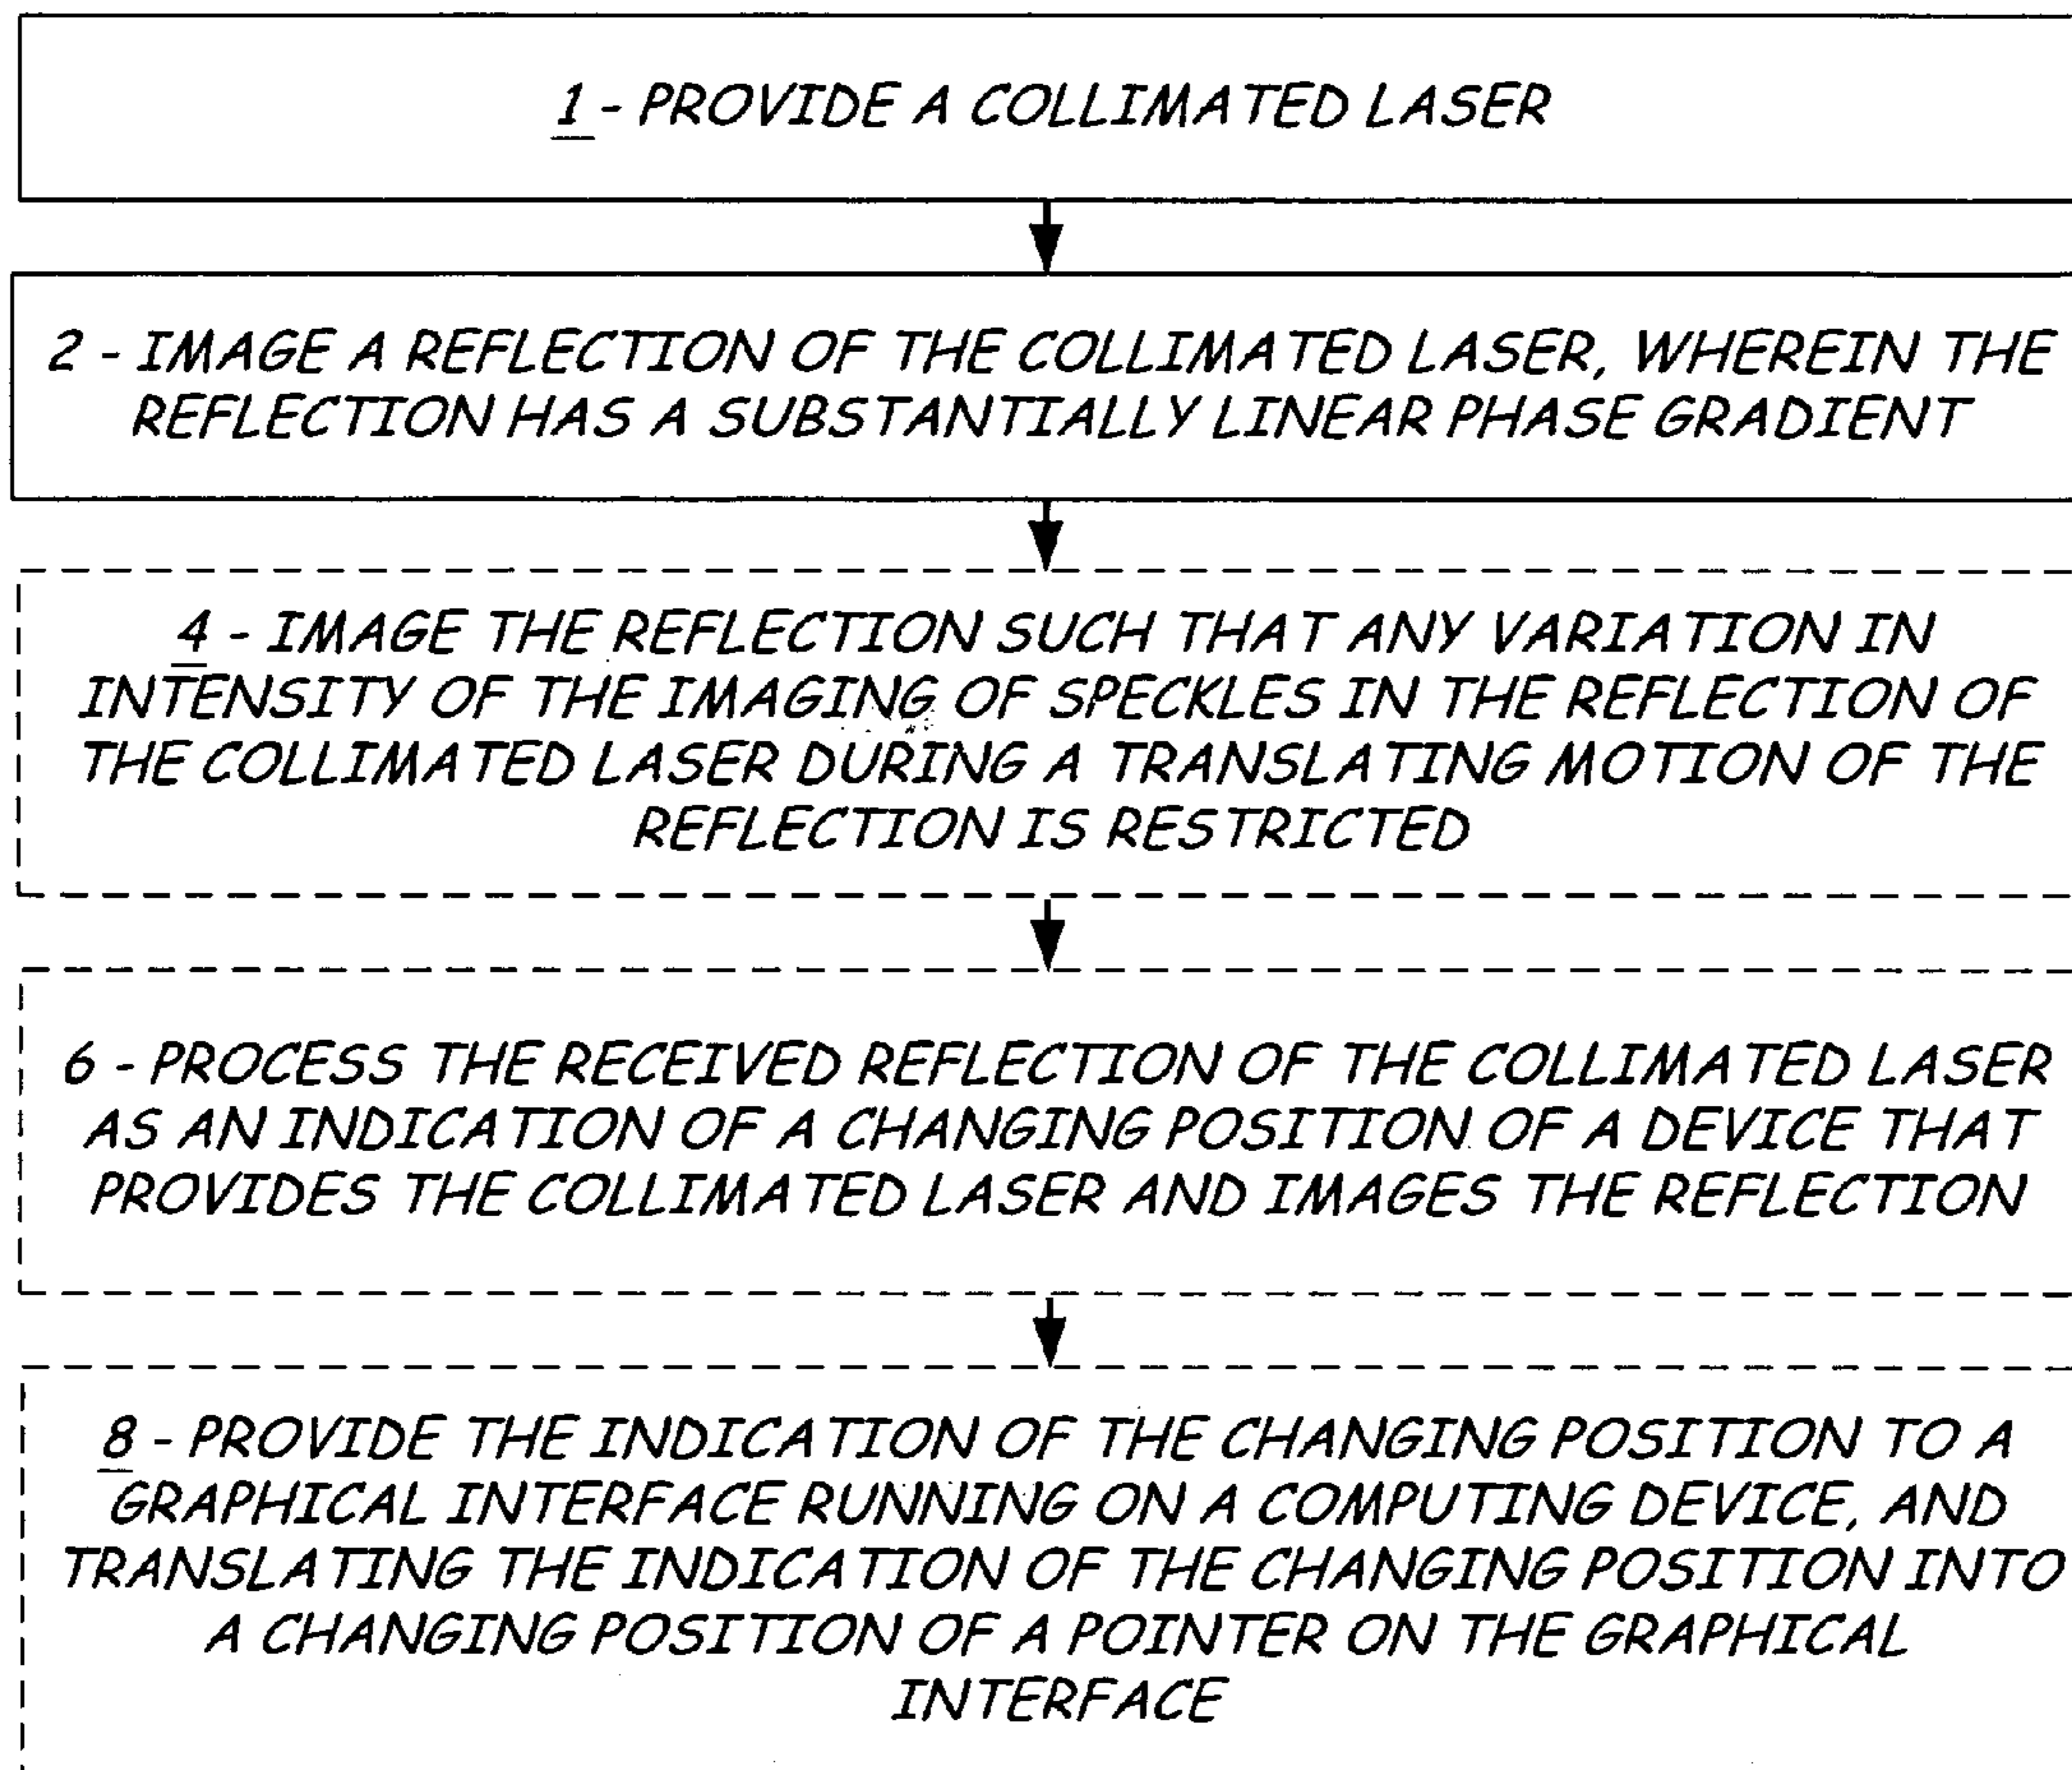 1 - PROVIDE A COLLIMATED LASER
2 - IMAGE A REFLECTION OF THE COLLIMATED LASER, WHEREIN THE
REFLECTION HAS A SUBSTANTIALLY LINEAR PHASE GRADIENT
4 - IMAGE THE REFLECTION SUCH THAT ANY VARIATION IN
INTENSITY OF THE IMAGING OF SPECKLES IN THE REFLECTION OF
THE COLLIMATED LASER DURING A TRANSLATING MOTION OF THE
REFLECTION IS RESTRICTED
6 - PROCESS THE RECEIVED REFLECTION OF THE COLLIMATED LASER
AS AN INDICATION OF A CHANGING POSITION OF A DEVICE THAT
PROVIDES THE COLLIMATED LASER AND IMAGES THE REFLECTION
8 - PROVIDE THE INDICATION OF THE CHANGING POSITION TO A
GRAPHICAL INTERFACE RUNNING ON A COMPUTING DEVICE, AND
TRANSLATING THE INDICATION OF THE CHANGING POSITION INTO
A CHANGING POSITION OF A POINTER ON THE GRAPHICAL
INTERFACE